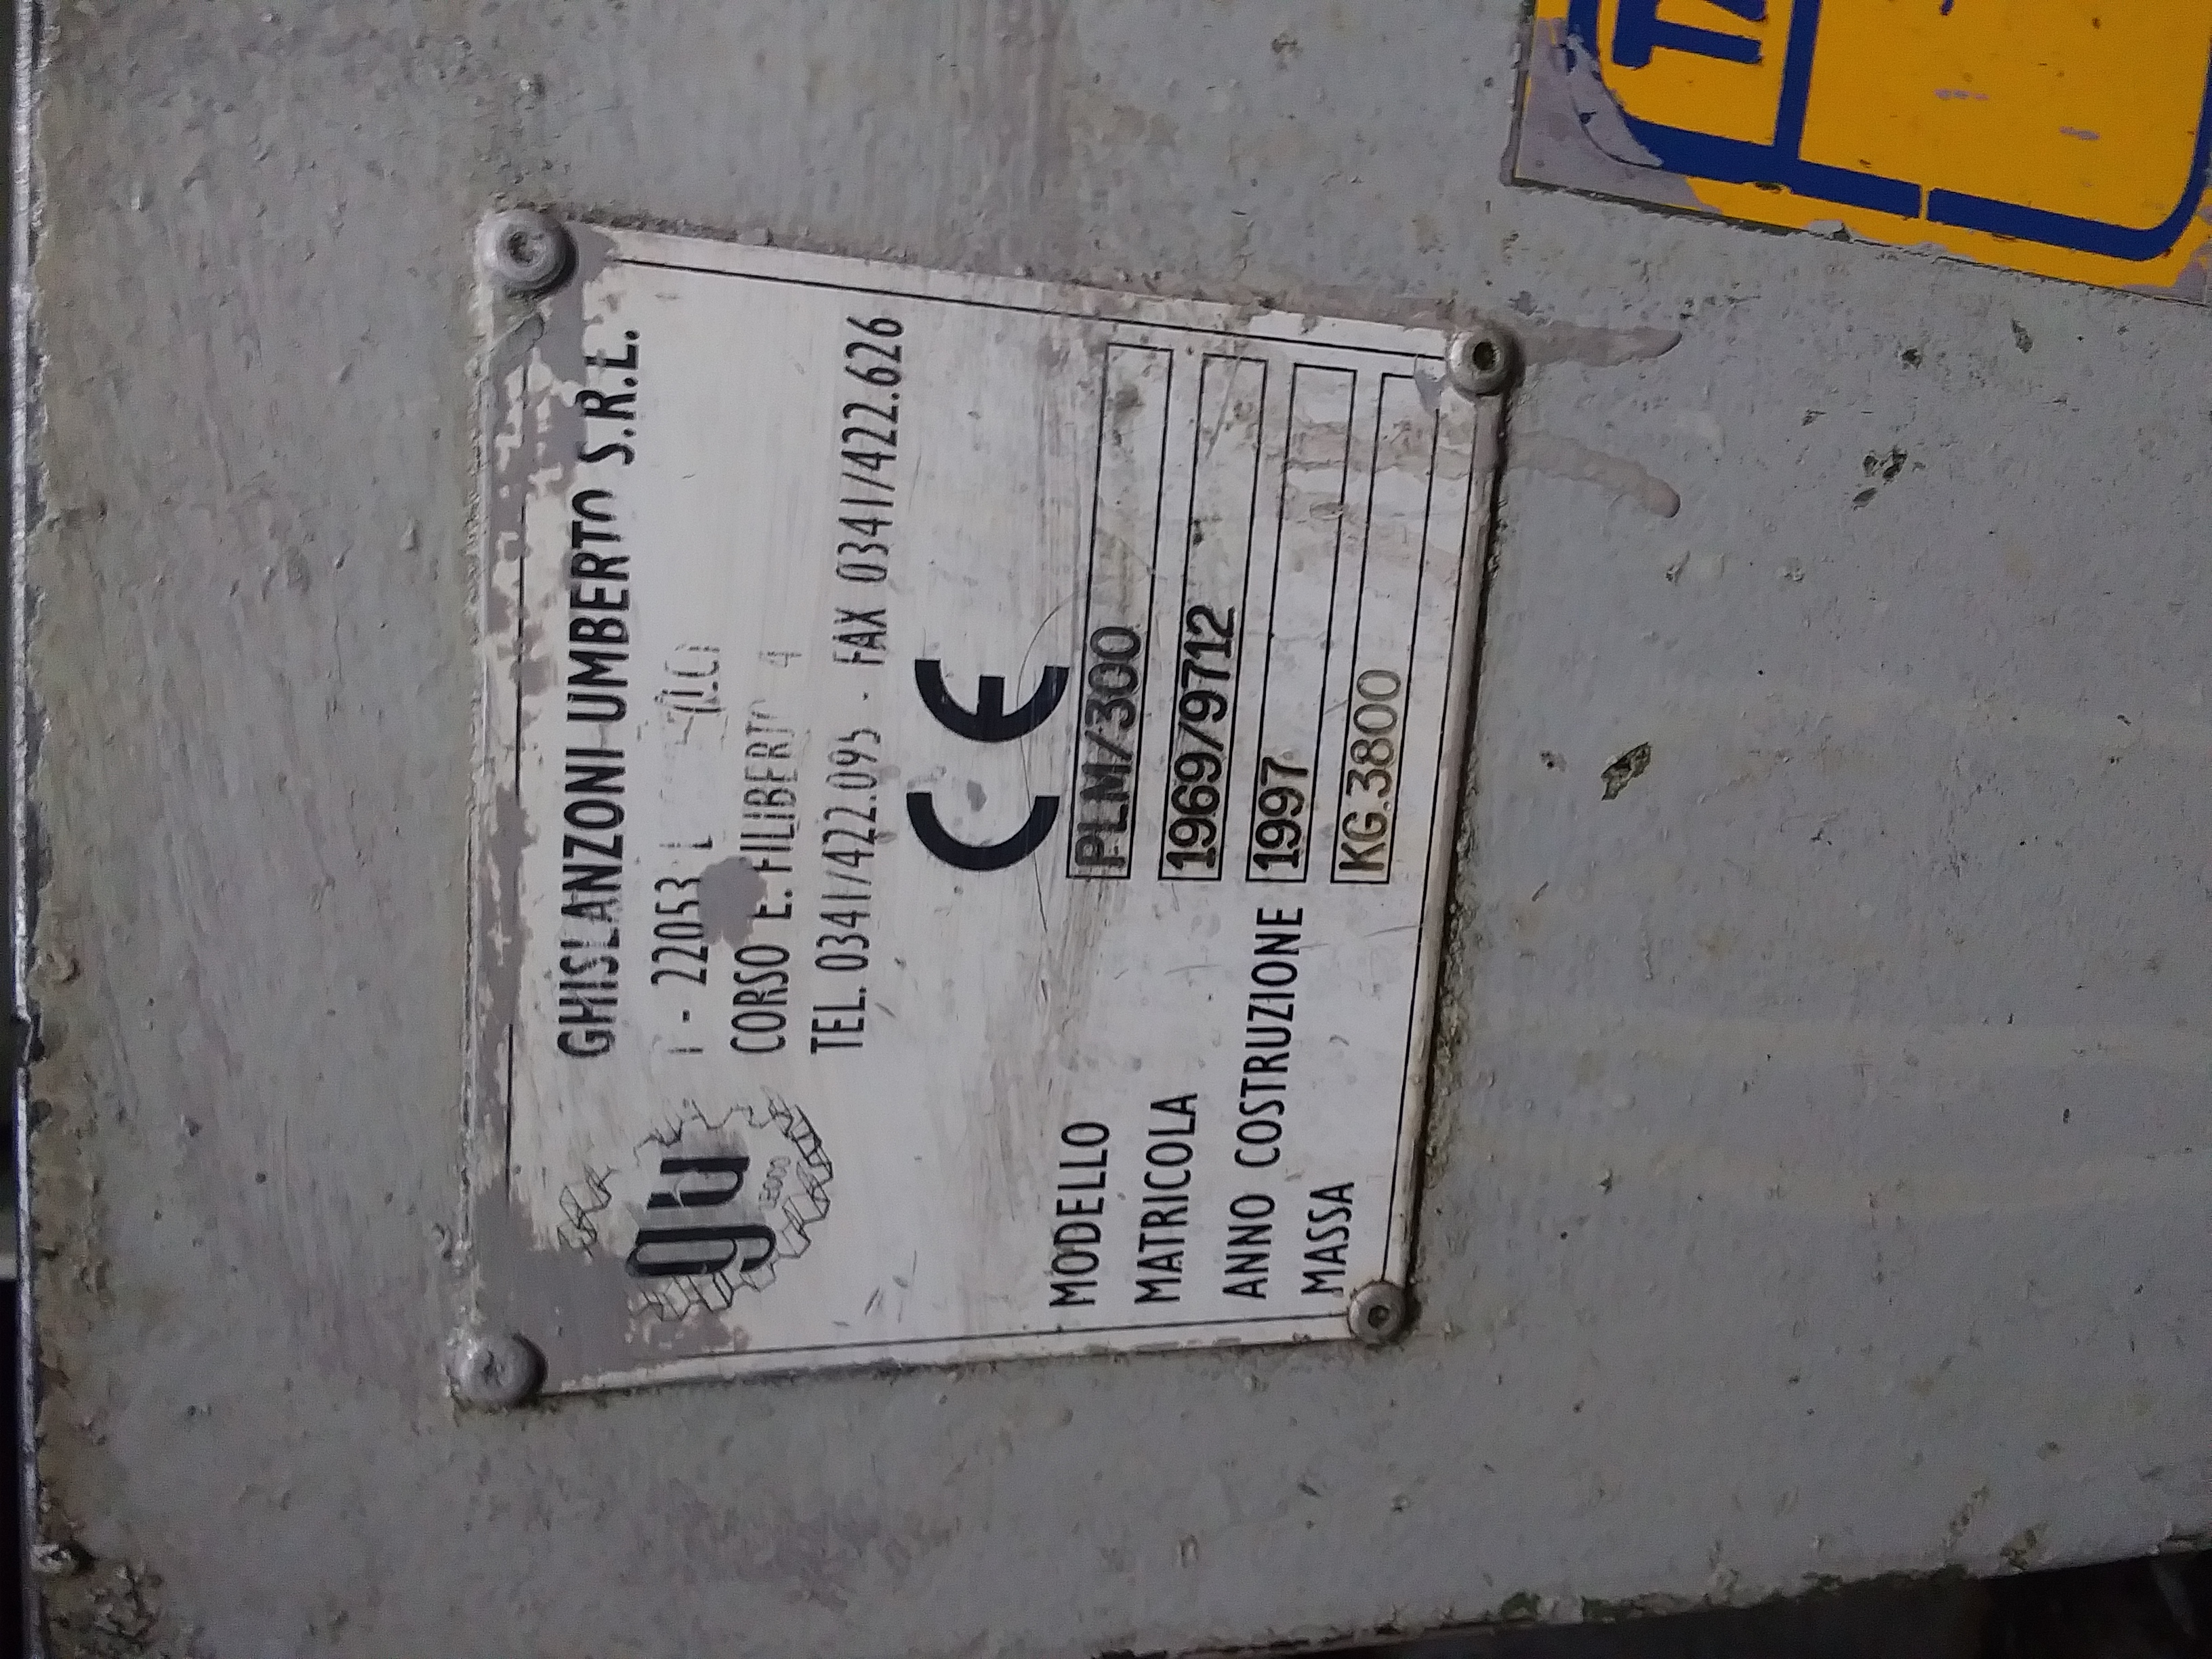 GHISLANZONI UMBERTO S.R.L.
- 22053
CORSO E. FILIBERTO 4
TEL. 0341/422.095 - FAX 0341/422.626
glu
CE
MODELLO PLM/300
MATRICOLA 1969/9712
ANNO COSTRUZIONE 1997
MASSA KG.3800